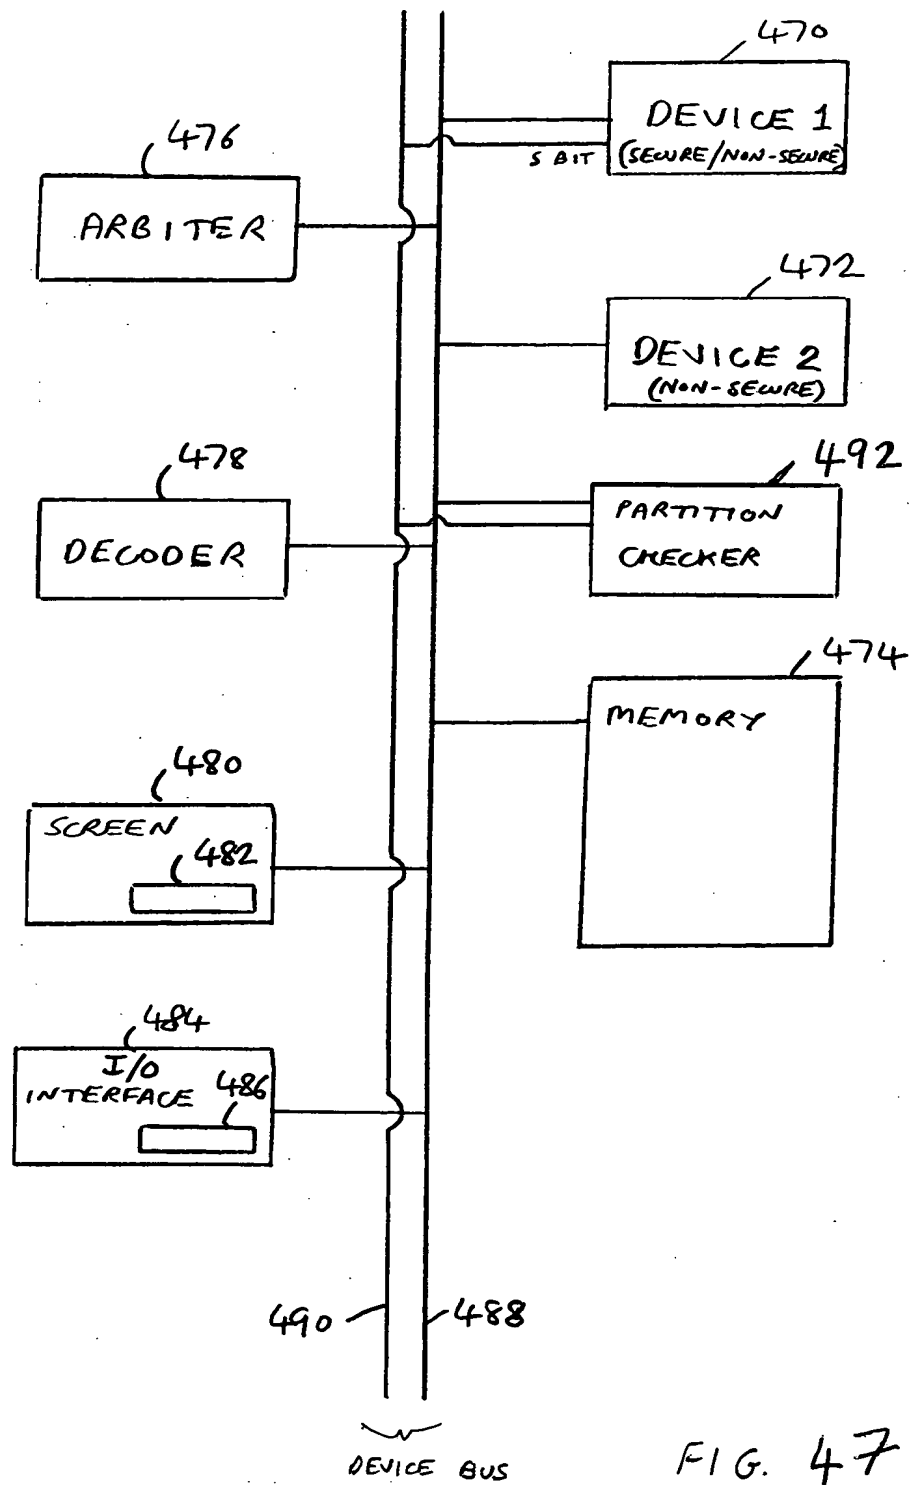 470
DEVICE 1
S BIT
(SECURE/NON-SECURE)
476
ARBITER
472
DEVICE 2
(NON-SECURE)
478
DECODER
492
PARTITION
CHECKER
474
MEMORY
480
SCREEN
482
484
I/O
INTERFACE
486
490
488
DEVICE BUS
FIG. 47